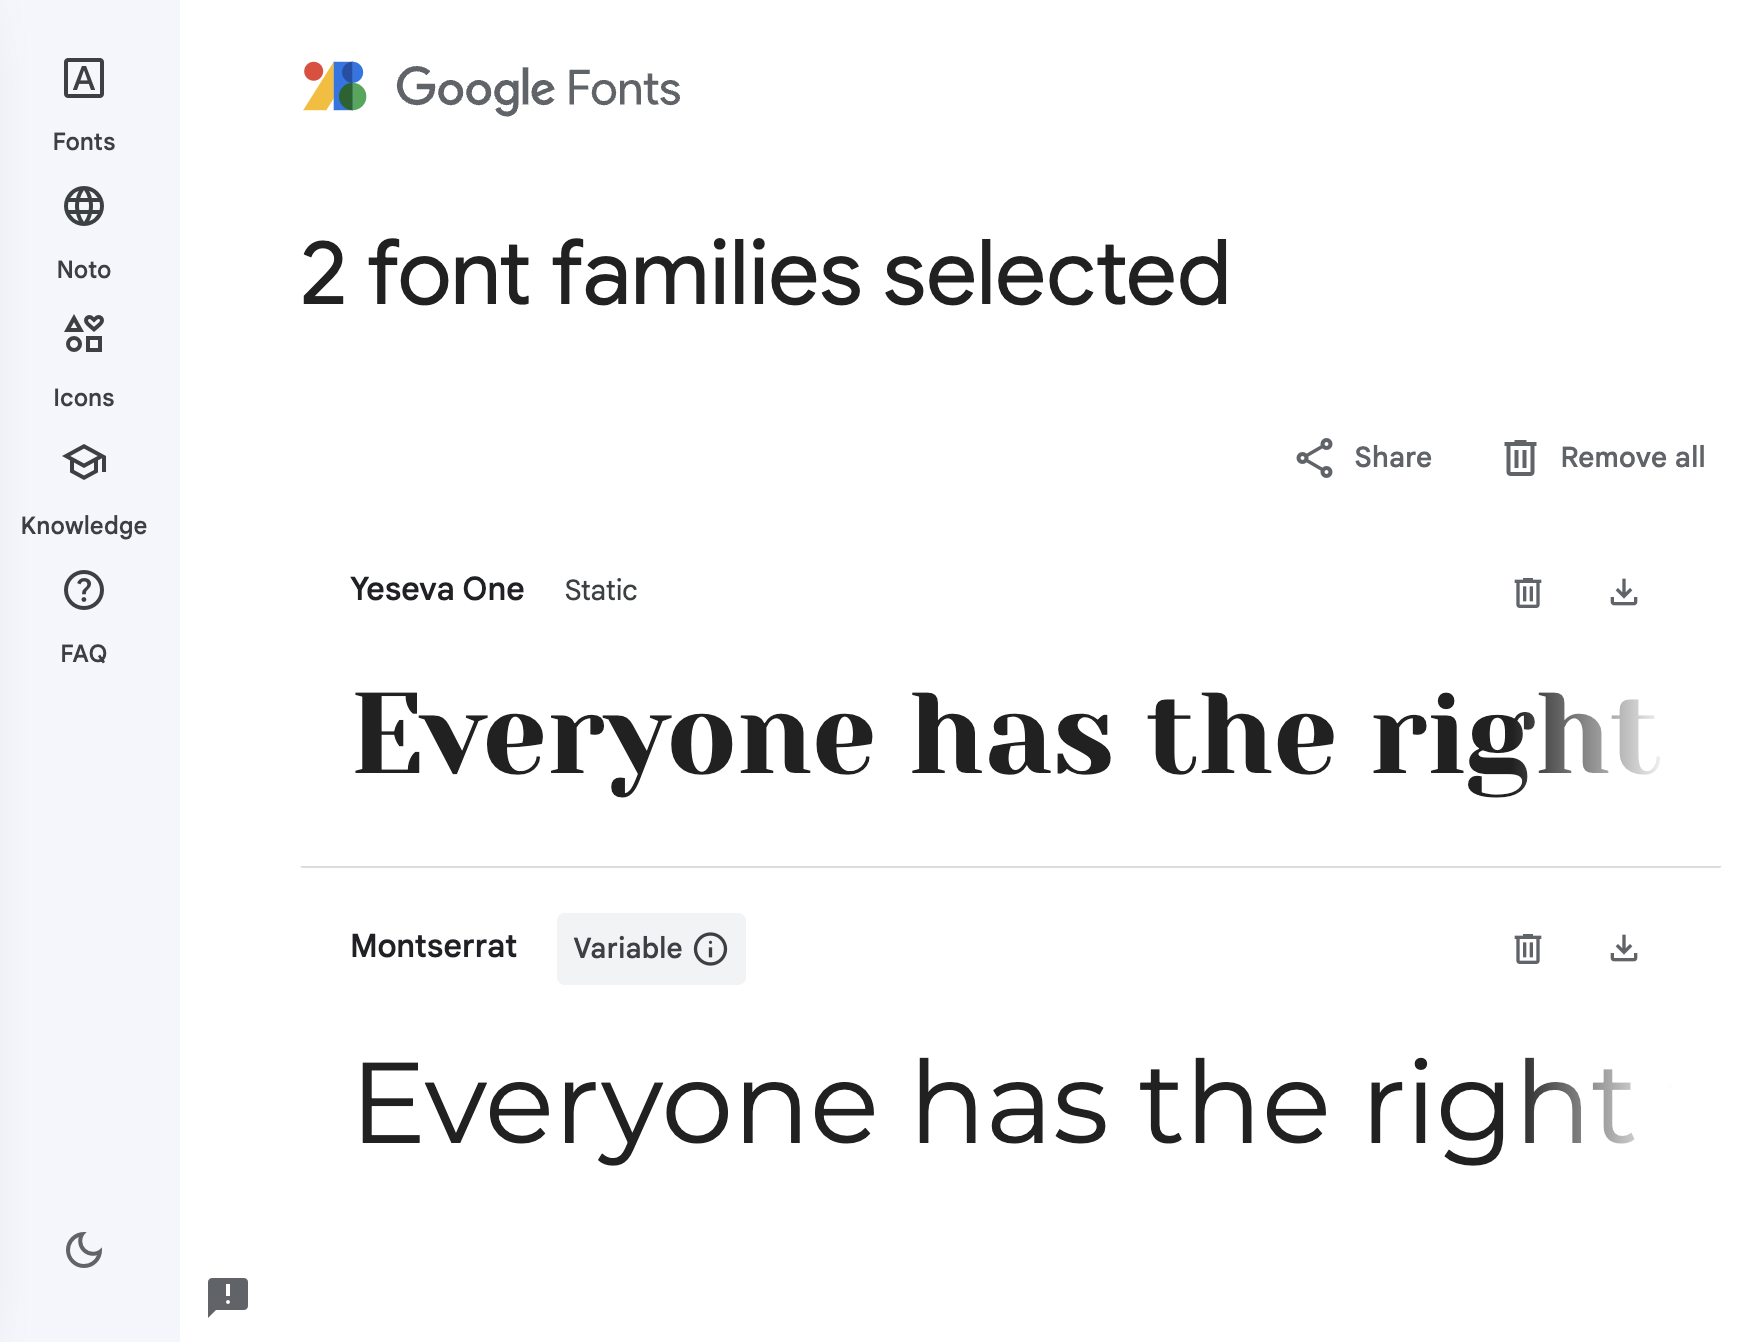 Fonts
Noto
Icons
Knowledge
FAQ
Google Fonts
2 font families selected
Share
Remove all
Yeseva One Static
Everyone has the right
Montserrat Variable
Everyone has the right